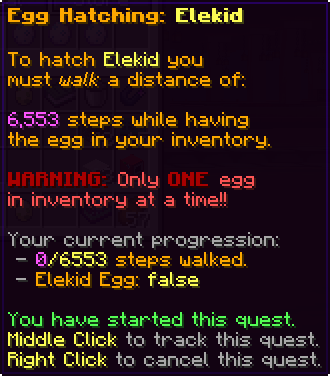 Egg Hatching: Elekid
To hatch Elekid you
must walk a distance of:
6,553 steps while having
the egg in your inventory.
WARNING: Only ONE egg
in inventory at a time!!
Your current progression:
- 0/6553 steps walked.
- Elekid Egg: false
You have started this quest.
Middle Click to track this quest.
Right Click to cancel this quest.